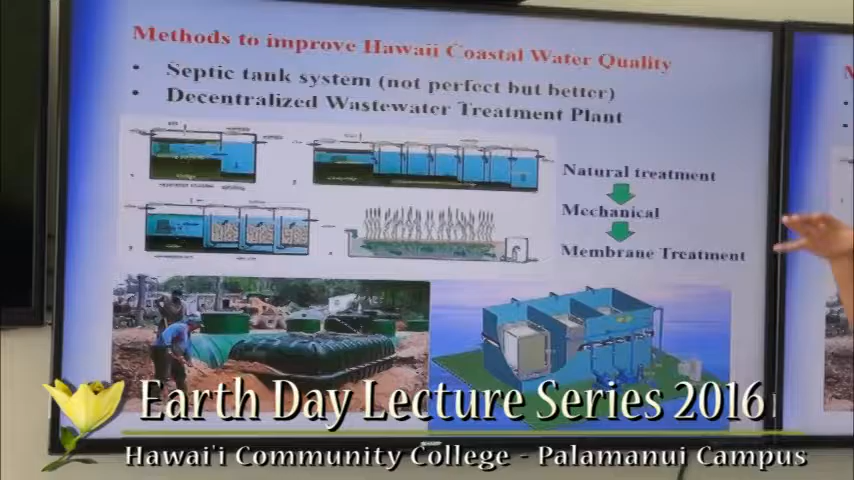 Methods to improve Hawaii Coastal Water Quality
• Septic tank system (not perfect but better)
• Decentralized Wastewater Treatment Plant
Natural treatment
Mechanical
Membrane Treatment
Earth Day Lecture Series 2016
Hawai'i Community College - Palamanui Campus